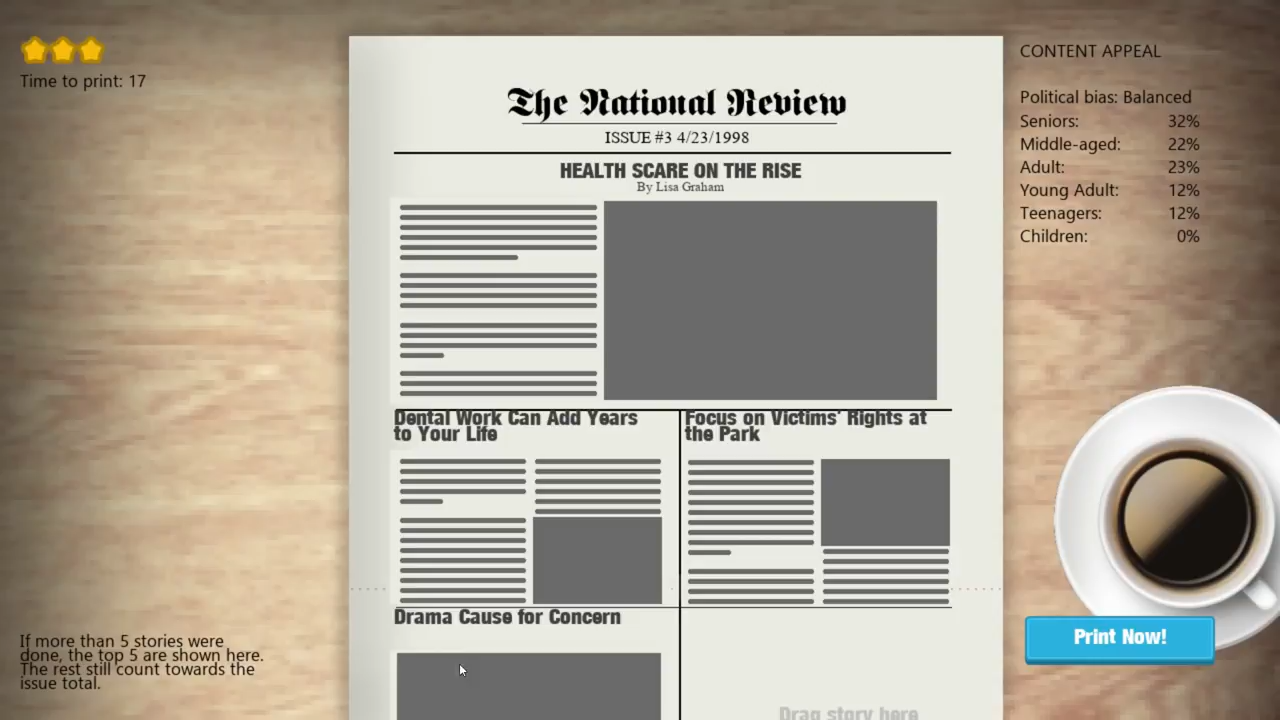 Time to print: 17
The National Review
ISSUE #3 4/23/1998
HEALTH SCARE ON THE RISE
By Lisa Graham
Dental Work Can Add Years
to Your Life
Focus on Victims' Rights at
the Park
Drama Cause for Concern
Drag story here
If more than 5 stories were
done, the top 5 are shown here.
The rest still count towards the
issue total.
CONTENT APPEAL
Political bias: Balanced
Seniors: 32%
Middle-aged: 22%
Adult: 23%
Young Adult: 12%
Teenagers: 12%
Children: 0%
Print Now!